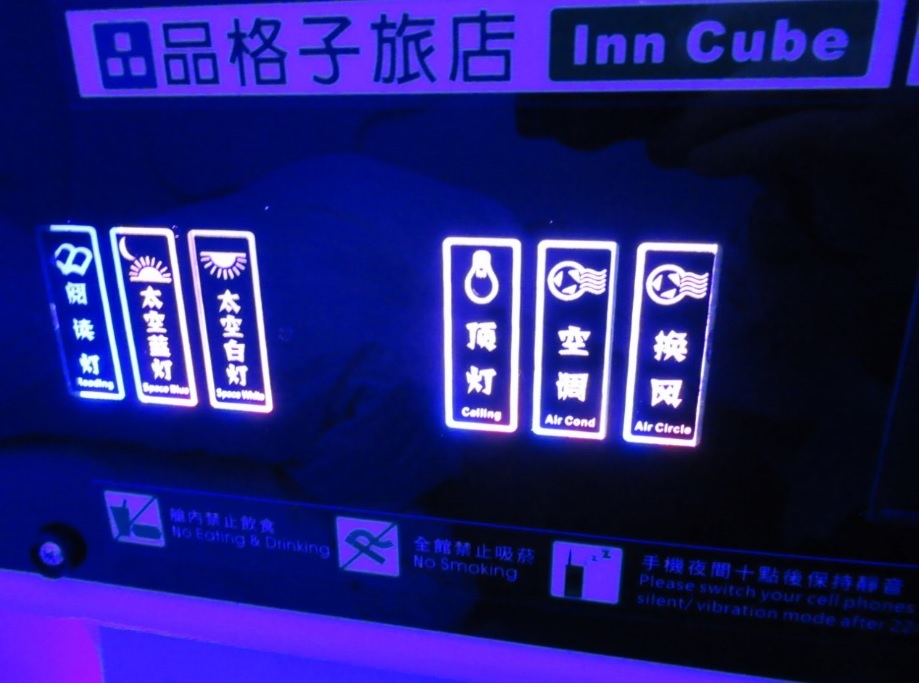 品格子旅店 Inn Cube
阅读灯
Reading
太空蓝灯
Space Blue
太空白灯
Space White
顶灯
Ceiling
空调
Air Cond
换风
Air Circle
艙內禁止飲食
No Eating & Drinking
全館禁止吸菸
No Smoking
手機夜間十點後保持靜音
Please switch your cell phones
silent/vibration mode after 22